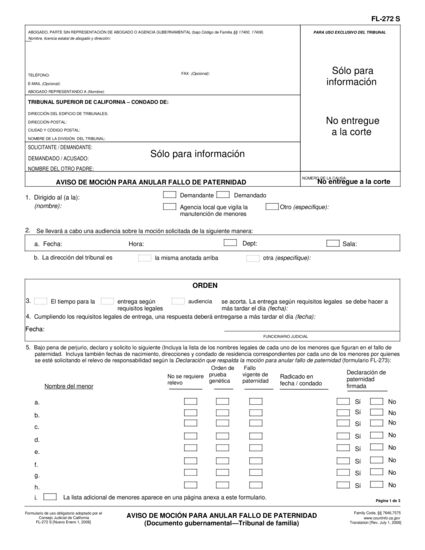 FL-272 S
ABOGADO, PARTE SIN REPRESENTACIÓN DE ABOGADO O AGENCIA GUBERNAMENTAL (bajo Código de Familia §§ 17400, 17406).
Nombre, licencia estatal de abogado y dirección:
PARA USO EXCLUSIVO DEL TRIBUNAL
TELÉFONO:
FAX (Opcional):
E-MAIL (Opcional):
ABOGADO REPRESENTANDO A (Nombre):
Sólo para
información
TRIBUNAL SUPERIOR DE CALIFORNIA – CONDADO DE:
DIRECCIÓN DEL EDIFICIO DE TRIBUNALES:
DIRECCIÓN POSTAL:
CIUDAD Y CÓDIGO POSTAL:
NOMBRE DE LA DIVISIÓN DEL TRIBUNAL:
No entregue
a la corte
SOLICITANTE / DEMANDANTE:
DEMANDADO / ACUSADO:
NOMBRE DEL OTRO PADRE:
Sólo para información
AVISO DE MOCIÓN PARA ANULAR FALLO DE PATERNIDAD
NÚMERO DE LA CAUSA:
No entregue a la corte
1. Dirigido al (a la):
(nombre):
Demandante
Demandado
Agencia local que vigila la
manutención de menores
Otro (especifique):
2. Se llevará a cabo una audiencia sobre la moción solicitada de la siguiente manera:
a. Fecha:
Hora:
Dept:
Sala:
b. La dirección del tribunal es
la misma anotada arriba
otra (especifique):
ORDEN
3.
El tiempo para la
entrega según
requisitos legales
audiencia
se acorta. La entrega según requisitos legales se debe hacer a
más tardar el día (fecha):
4. Cumpliendo los requisitos legales de entrega, una respuesta deberá entregarse a más tardar el día (fecha):
Fecha:
FUNCIONARIO JUDICIAL
5. Bajo pena de perjurio, declaro y solicito lo siguiente (Incluya la lista de los nombres legales de cada uno de los menores que figuran en el fallo de
paternidad. Incluya también fechas de nacimiento, direcciones y condado de residencia correspondientes por cada uno de los menores por quienes
se esté solicitando el relevo de responsabilidad según la Declaración que respalda la moción para anular fallo de paternidad (formulario FL-273):
Nombre del menor
No se requiere
relevo
Orden de
prueba
genética
Fallo
vigente de
paternidad
Radicado en
fecha / condado
Declaración de
paternidad
firmada
a. Sí No
b. Sí No
c. Sí No
d. Sí No
e. Sí No
f. Sí No
g. Sí No
h. Sí No
i. La lista adicional de menores aparece en una página anexa a este formulario.
Página 1 de 3
Formulario de uso obligatorio adoptado por el
Consejo Judicial de California
FL-272 S [Nuevo Enero 1, 2006]
AVISO DE MOCIÓN PARA ANULAR FALLO DE PATERNIDAD
(Documento gubernamental—Tribunal de familia)
Family Code, §§ 7646,7575
www.courtinfo.ca.gov
Translation [Rev. July 1, 2006]